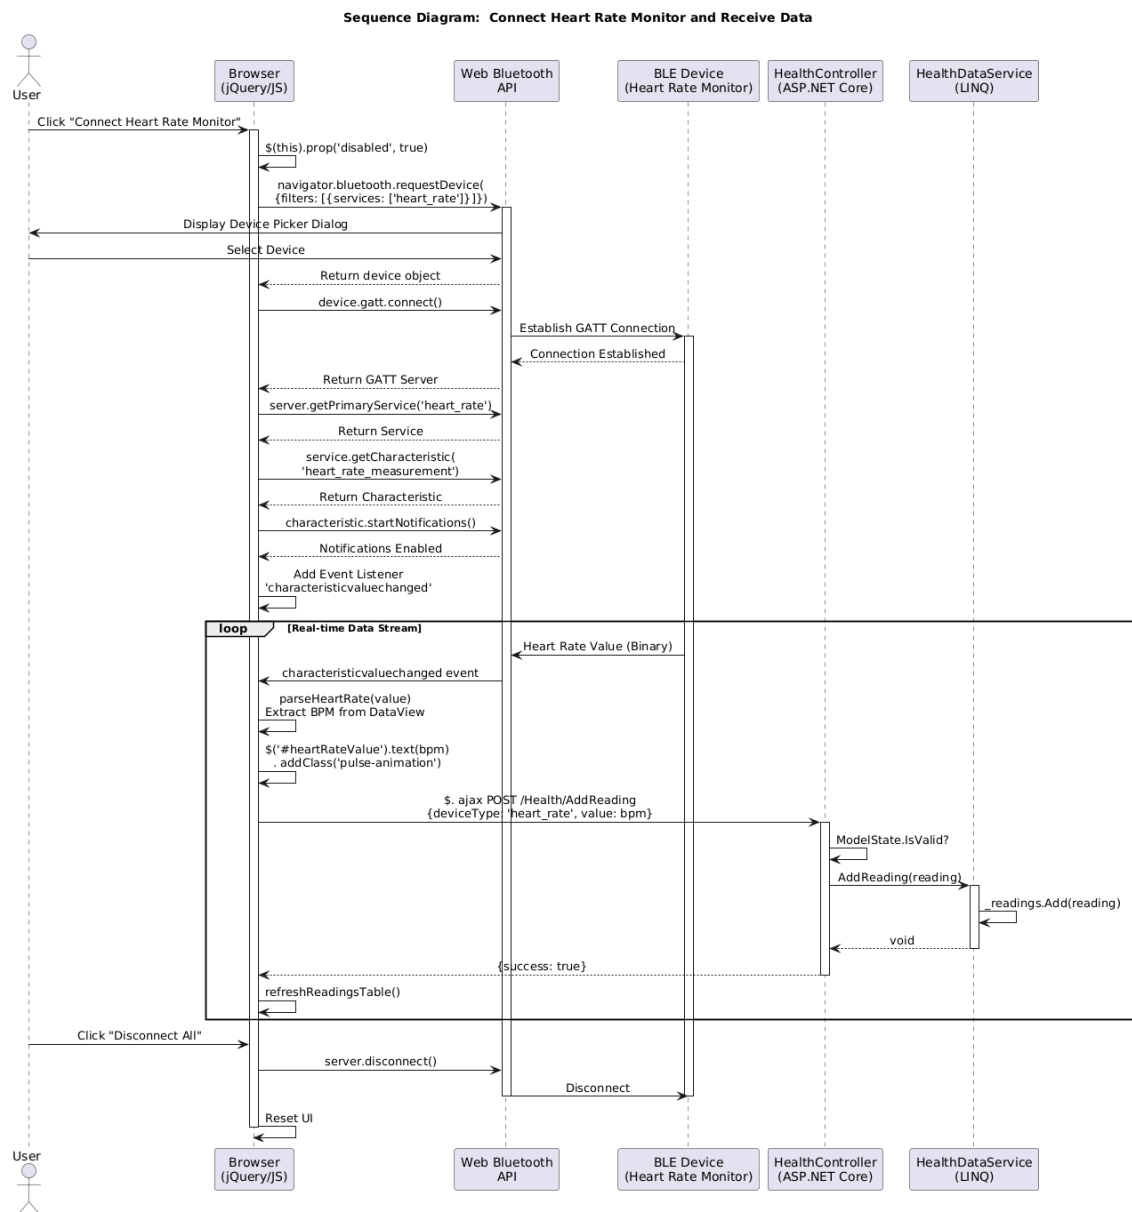 Sequence Diagram:  Connect Heart Rate Monitor and Receive Data
User
Browser
(jQuery/JS)
Web Bluetooth
API
BLE Device
(Heart Rate Monitor)
HealthController
(ASP.NET Core)
HealthDataService
(LINQ)
Click "Connect Heart Rate Monitor"
$(this).prop('disabled', true)
navigator.bluetooth.requestDevice(
{filters: [{services: ['heart_rate']}]})
Display Device Picker Dialog
Select Device
Return device object
device.gatt.connect()
Establish GATT Connection
Connection Established
Return GATT Server
server.getPrimaryService('heart_rate')
Return Service
service.getCharacteristic(
'heart_rate_measurement')
Return Characteristic
characteristic.startNotifications()
Notifications Enabled
Add Event Listener
'characteristicvaluechanged'
loop
[Real-time Data Stream]
Heart Rate Value (Binary)
characteristicvaluechanged event
parseHeartRate(value)
Extract BPM from DataView
$('#heartRateValue').text(bpm)
. addClass('pulse-animation')
$. ajax POST /Health/AddReading
{deviceType: 'heart_rate', value: bpm}
ModelState.IsValid?
AddReading(reading)
_readings.Add(reading)
void
{success: true}
refreshReadingsTable()
Click "Disconnect All"
server.disconnect()
Disconnect
Reset UI
User
Browser
(jQuery/JS)
Web Bluetooth
API
BLE Device
(Heart Rate Monitor)
HealthController
(ASP.NET Core)
HealthDataService
(LINQ)